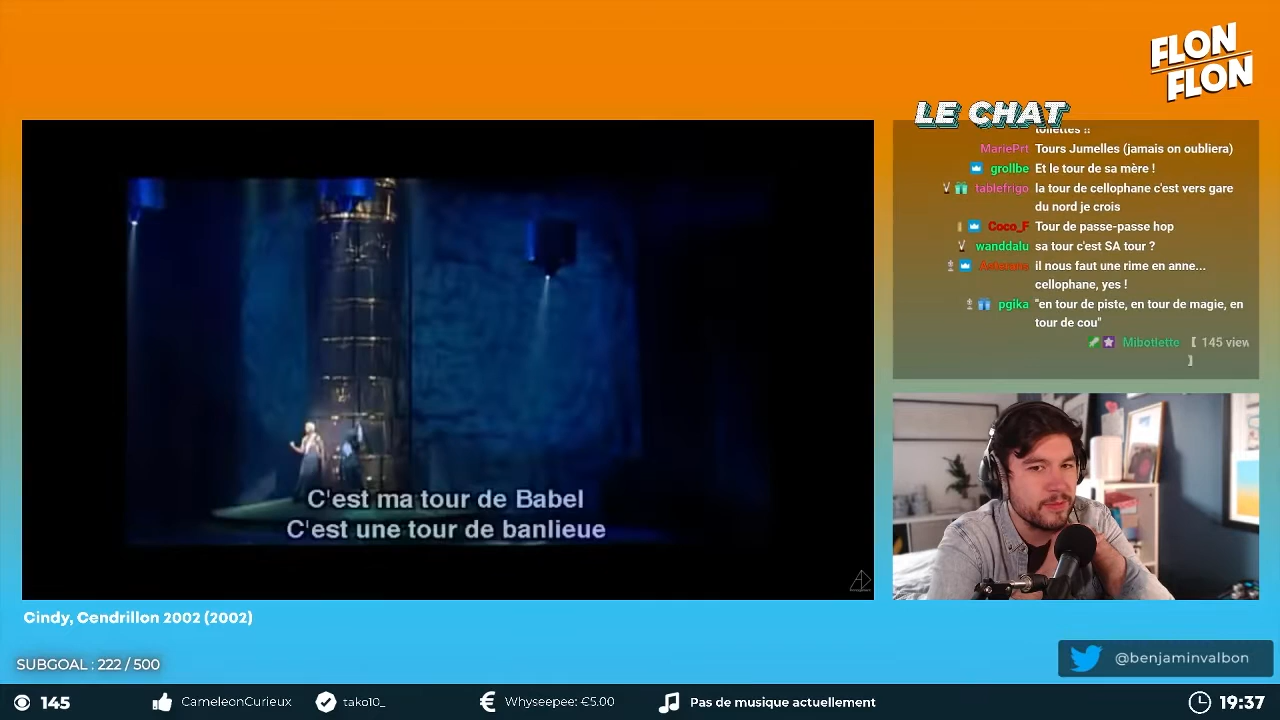 FLON
FLON
LE CHAT
toilettes !!
MariePrt Tours Jumelles (jamais on oubliera)
grollbe Et le tour de sa mère !
tablefrigo la tour de cellophane c'est vers gare
du nord je crois
Coco_F Tour de passe-passe hop
wanddalu sa tour c'est SA tour ?
il nous faut une rime en anne...
cellophane, yes !
pgika "en tour de piste, en tour de magie, en
tour de cou"
Mibotlette 【 145 view
】
C'est ma tour de Babel
C'est une tour de banlieue
Cindy, Cendrillon 2002 (2002)
SUBGOAL : 222 / 500
@benjaminvalbon
145 CameleonCurieux tako10_ € Whyseepee: €5.00 Pas de musique actuellement 19:37